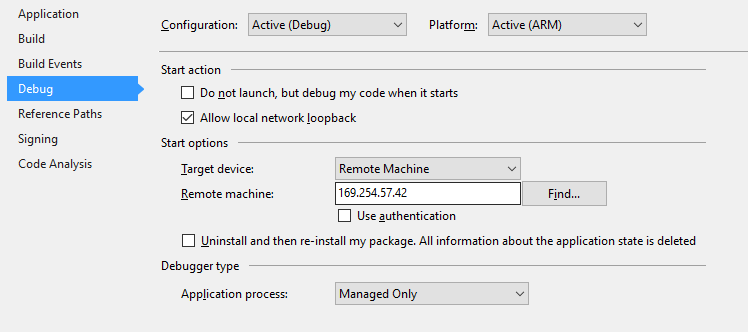 Application
Build
Build Events
Debug
Reference Paths
Signing
Code Analysis
Configuration: Active (Debug) Platform: Active (ARM)
Start action
Do not launch, but debug my code when it starts
Allow local network loopback
Start options
Target device: Remote Machine
Remote machine: 169.254.57.42 Find...
Use authentication
Uninstall and then re-install my package. All information about the application state is deleted
Debugger type
Application process: Managed Only